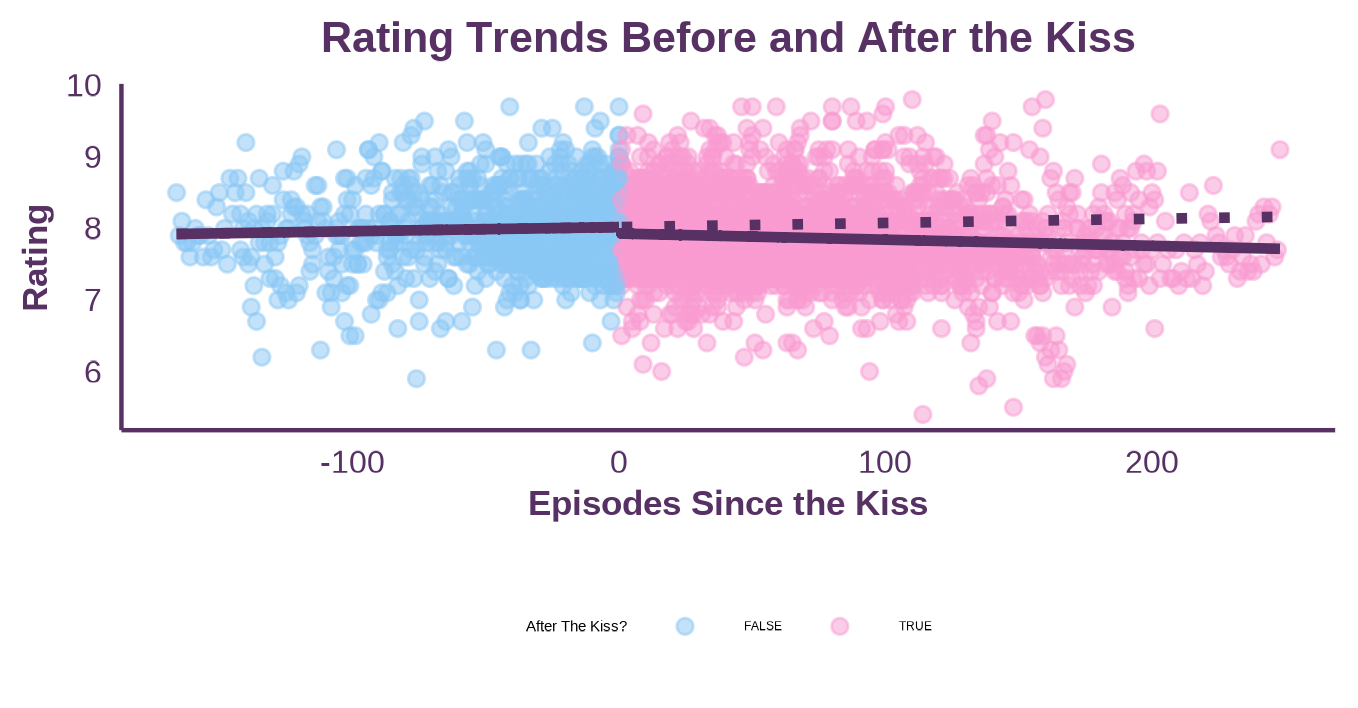 Rating Trends Before and After the Kiss
10
9
8
7
6
Rating
-100 0 100 200
Episodes Since the Kiss
After The Kiss? FALSE TRUE